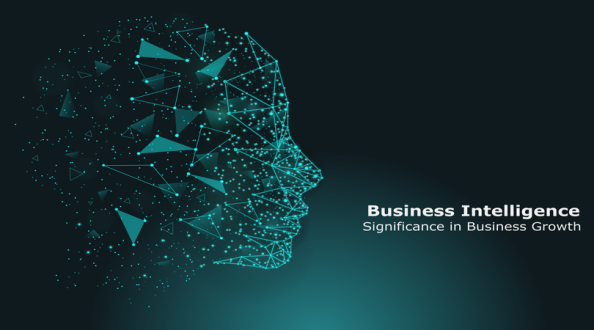 Business Intelligence
Significance in Business Growth